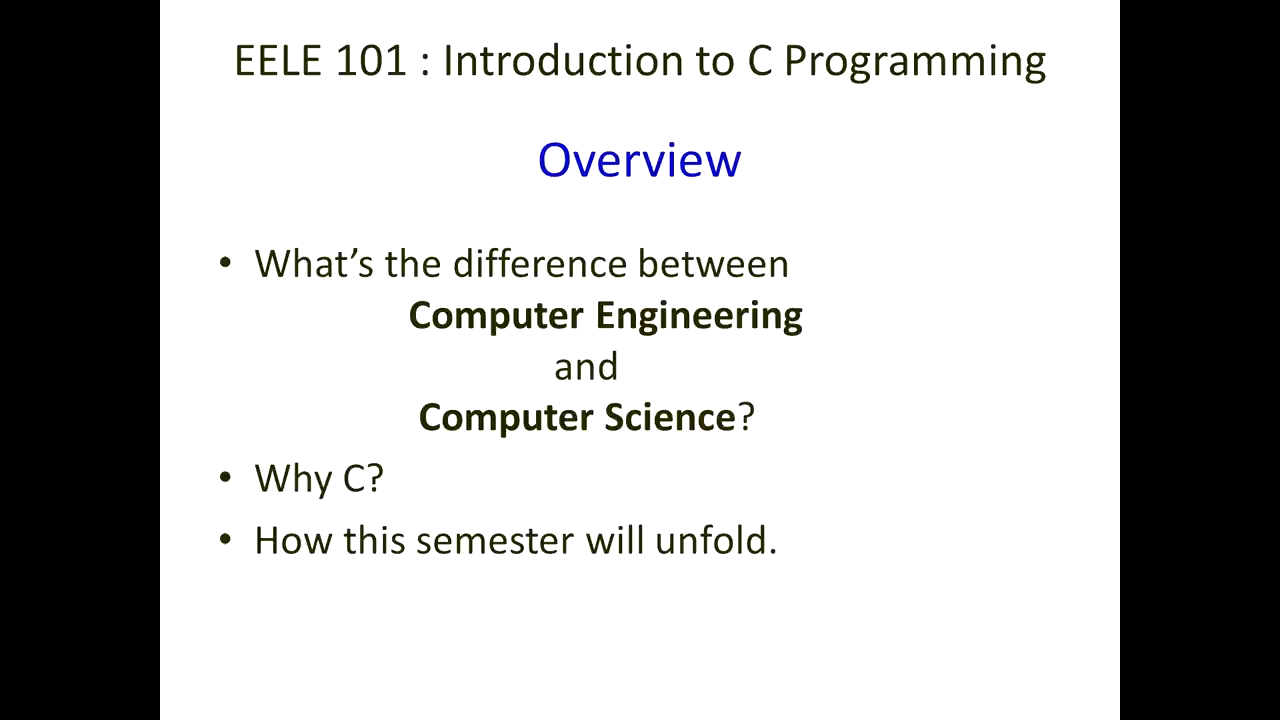 EELE 101 : Introduction to C Programming
Overview
• What’s the difference between
Computer Engineering
and
Computer Science?
• Why C?
• How this semester will unfold.